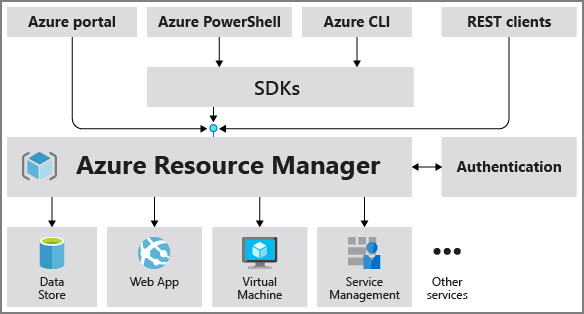 Azure portal
Azure PowerShell
Azure CLI
REST clients
SDKs
Azure Resource Manager
Authentication
Data
Store
Web App
Virtual
Machine
Service
Management
Other
services